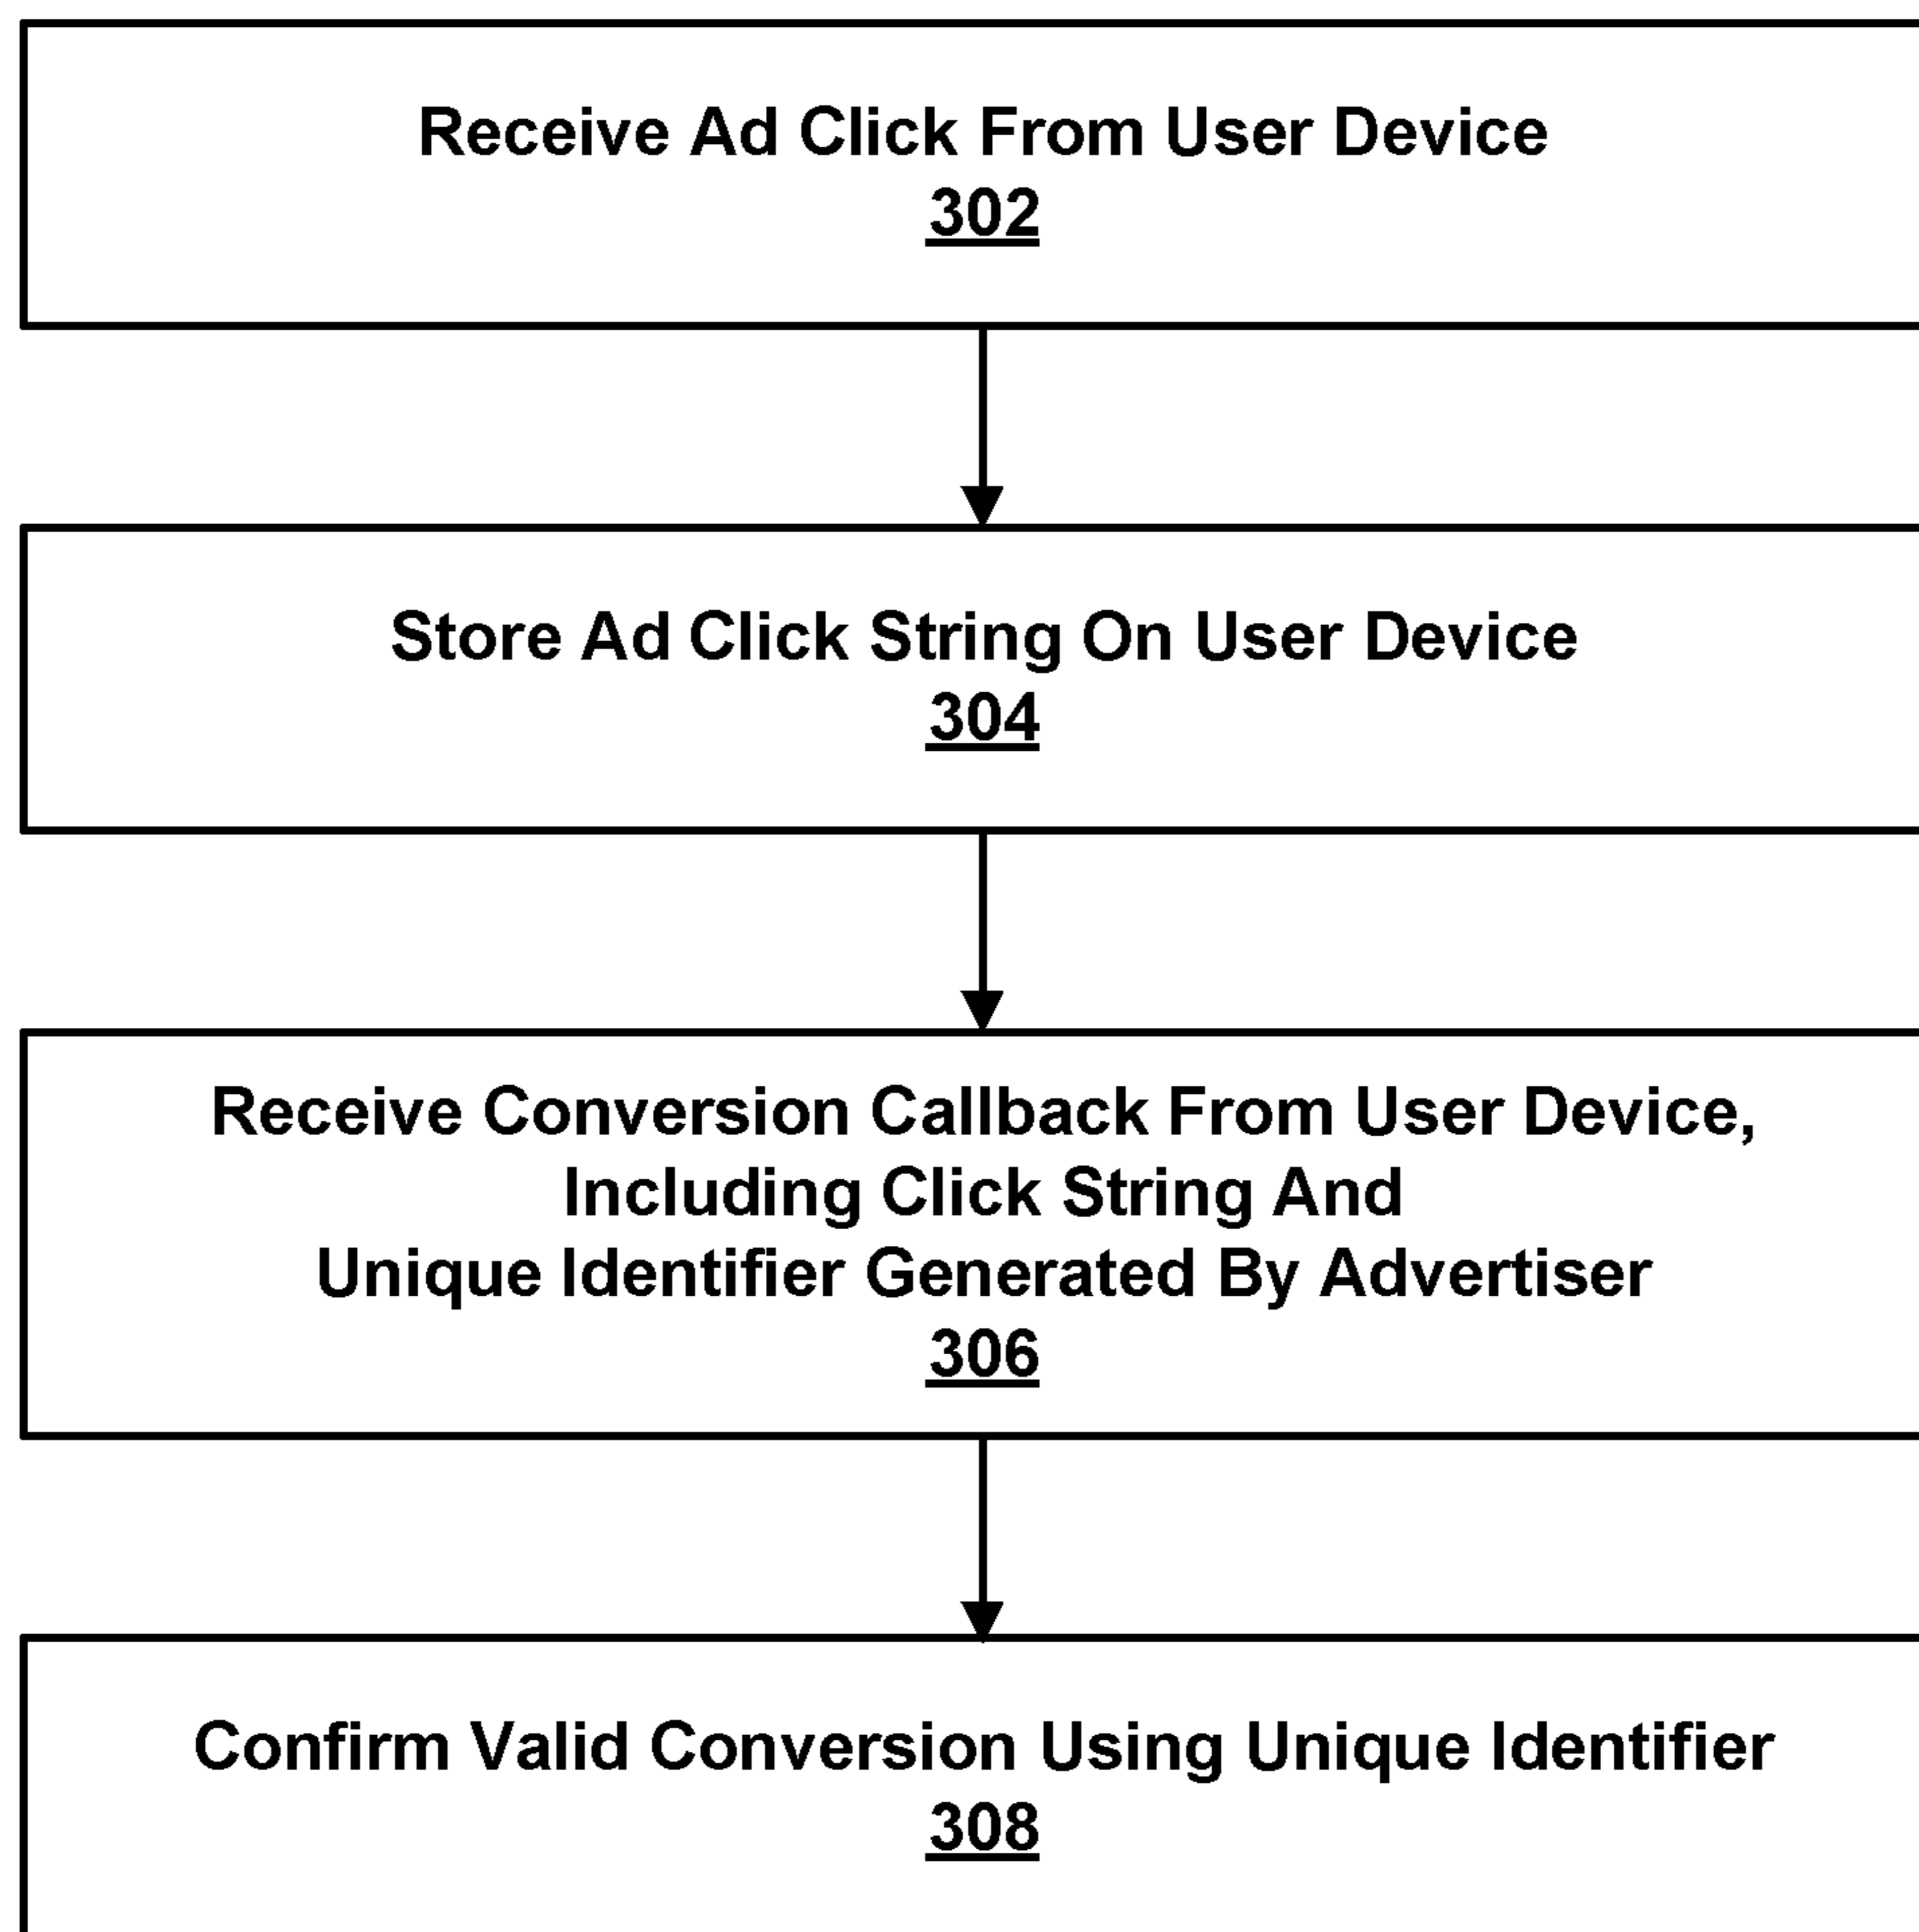 Receive Ad Click From User Device
302
Store Ad Click String On User Device
304
Receive Conversion Callback From User Device,
Including Click String And
Unique Identifier Generated By Advertiser
306
Confirm Valid Conversion Using Unique Identifier
308